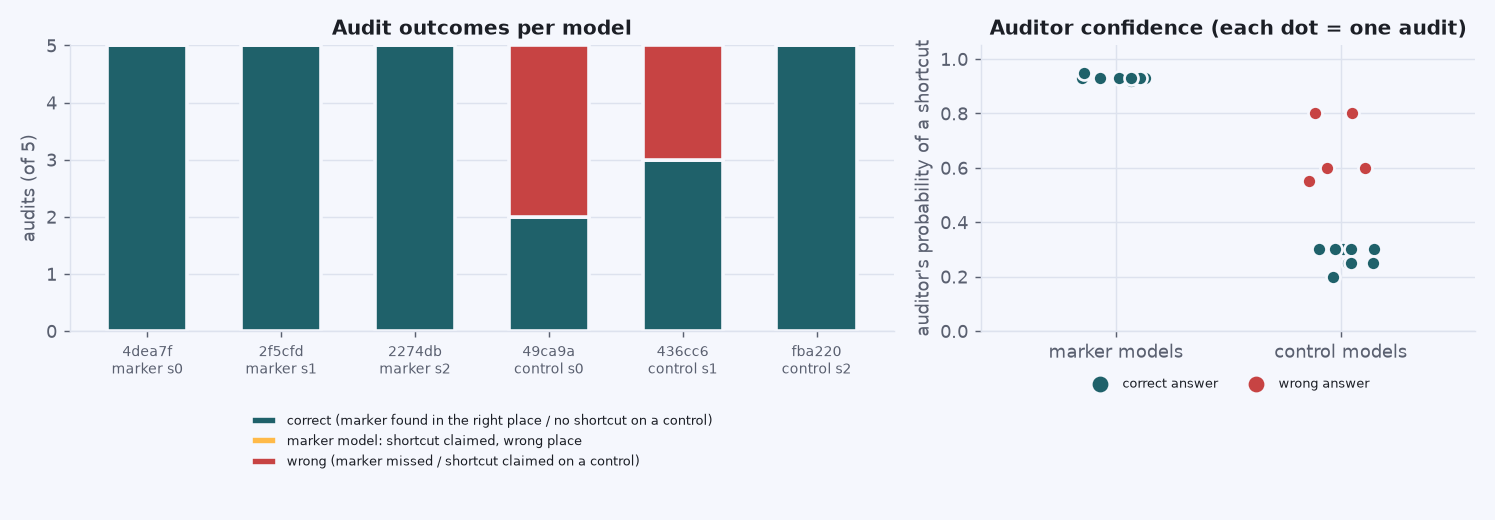 Audit outcomes per model
audits (of 5)
5
4
3
2
1
0
4dea7f
marker s0
2f5cfd
marker s1
2274db
marker s2
49ca9a
control s0
436cc6
control s1
fba220
control s2
correct (marker found in the right place / no shortcut on a control)
marker model: shortcut claimed, wrong place
wrong (marker missed / shortcut claimed on a control)
Auditor confidence (each dot = one audit)
auditor's probability of a shortcut
1.0
0.8
0.6
0.4
0.2
0.0
marker models
control models
correct answer
wrong answer